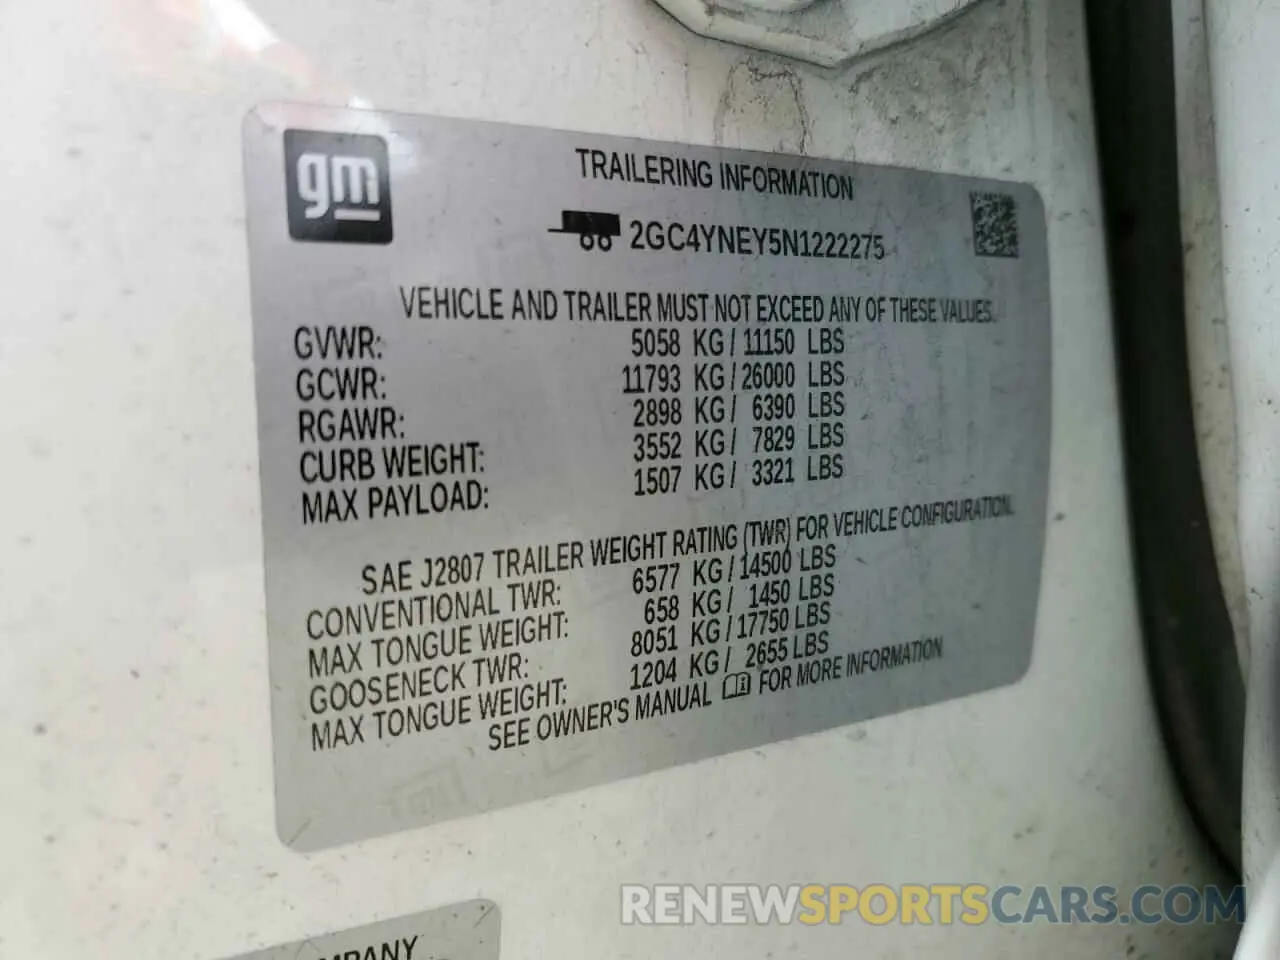 gm
TRAILERING INFORMATION
2GC4YNEY5N1222275
VEHICLE AND TRAILER MUST NOT EXCEED ANY OF THESE VALUES.
GVWR: 5058 KG / 11150 LBS
GCWR: 11793 KG / 26000 LBS
RGAWR: 2898 KG / 6390 LBS
CURB WEIGHT: 3552 KG / 7829 LBS
MAX PAYLOAD: 1507 KG / 3321 LBS
SAE J2807 TRAILER WEIGHT RATING (TWR) FOR VEHICLE CONFIGURATION.
CONVENTIONAL TWR: 6577 KG / 14500 LBS
MAX TONGUE WEIGHT: 658 KG / 1450 LBS
GOOSENECK TWR: 8051 KG / 17750 LBS
MAX TONGUE WEIGHT: 1204 KG / 2655 LBS
SEE OWNER'S MANUAL FOR MORE INFORMATION
RENEWSPORTSCARS.COM